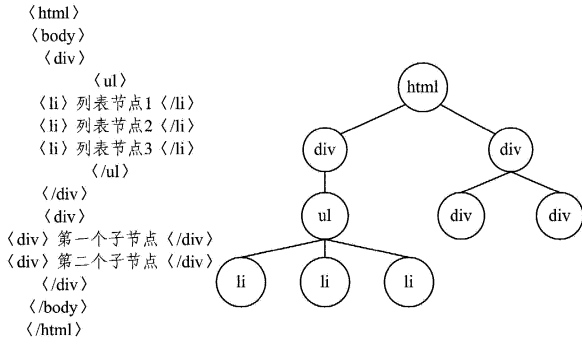 〈html〉
〈body〉
〈div〉
〈ul〉
〈li〉列表节点1〈/li〉
〈li〉列表节点2〈/li〉
〈li〉列表节点3〈/li〉
〈/ul〉
〈/div〉
〈div〉
〈div〉第一个子节点〈/div〉
〈div〉第二个子节点〈/div〉
〈/div〉
〈/body〉
〈/html〉
html
div div
ul div div
li li li